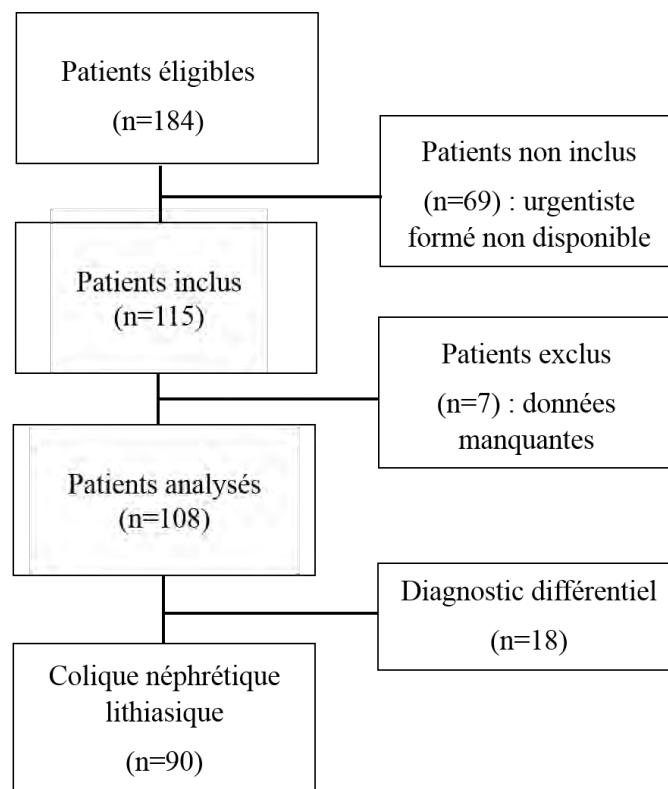 Patients éligibles
(n=184)
Patients non inclus
(n=69) : urgentiste
formé non disponible
Patients inclus
(n=115)
Patients exclus
(n=7) : données
manquantes
Patients analysés
(n=108)
Diagnostic différentiel
(n=18)
Colique néphrétique
lithiasique
(n=90)